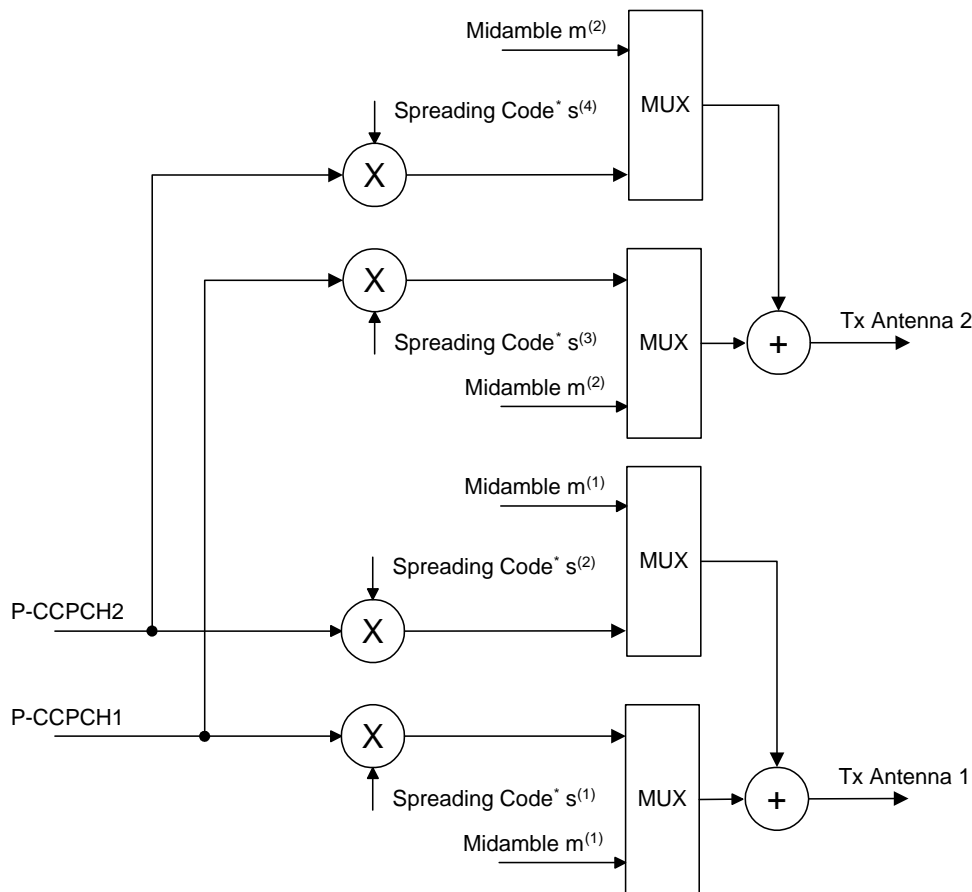 Midamble m(2)
MUX
Spreading Code* s(4)
X
X
Tx Antenna 2
Spreading Code* s(3)
MUX
+
Midamble m(2)
Midamble m(1)
MUX
Spreading Code* s(2)
P-CCPCH2
X
P-CCPCH1
X
Tx Antenna 1
Spreading Code* s(1)
MUX
+
Midamble m(1)